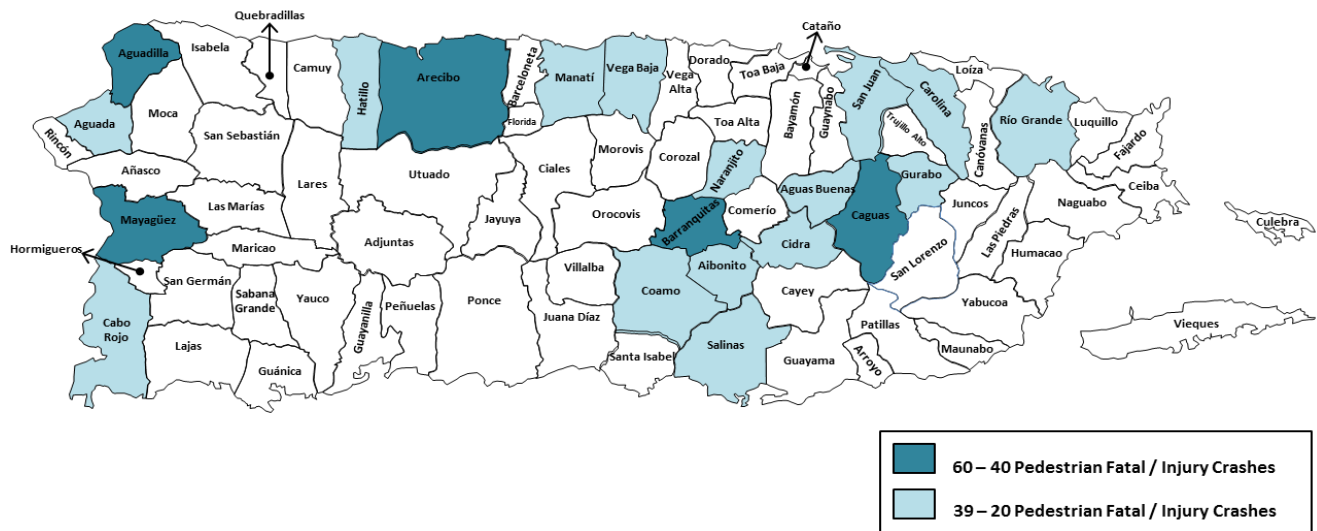 Quebradillas
Cataño
Aguadilla
Isabela
Camuy
Hatillo
Arecibo
Barceloneta
Florida
Manatí
Vega Baja
Vega
Alta
Dorado
Toa Baja
Toa Alta
Bayamón
Guaynabo
San Juan
Trujillo Alto
Carolina
Loíza
Canóvanas
Río Grande
Luquillo
Fajardo
Ceiba
Culebra
Rincón
Aguada
Moca
San Sebastián
Añasco
Lares
Utuado
Ciales
Morovis
Corozal
Naranjito
Aguas Buenas
Caguas
Gurabo
Juncos
Las Piedras
Naguabo
Humacao
Mayagüez
Las Marías
Maricao
Adjuntas
Jayuya
Orocovis
Barranquitas
Comerío
Cidra
San Lorenzo
Hormigueros
San Germán
Sabana
Grande
Yauco
Guayanilla
Peñuelas
Ponce
Villalba
Juana Díaz
Coamo
Aibonito
Cayey
Yabucoa
Vieques
Cabo
Rojo
Lajas
Guánica
Santa Isabel
Salinas
Guayama
Patillas
Arroyo
Maunabo
60 – 40 Pedestrian Fatal / Injury Crashes
39 – 20 Pedestrian Fatal / Injury Crashes